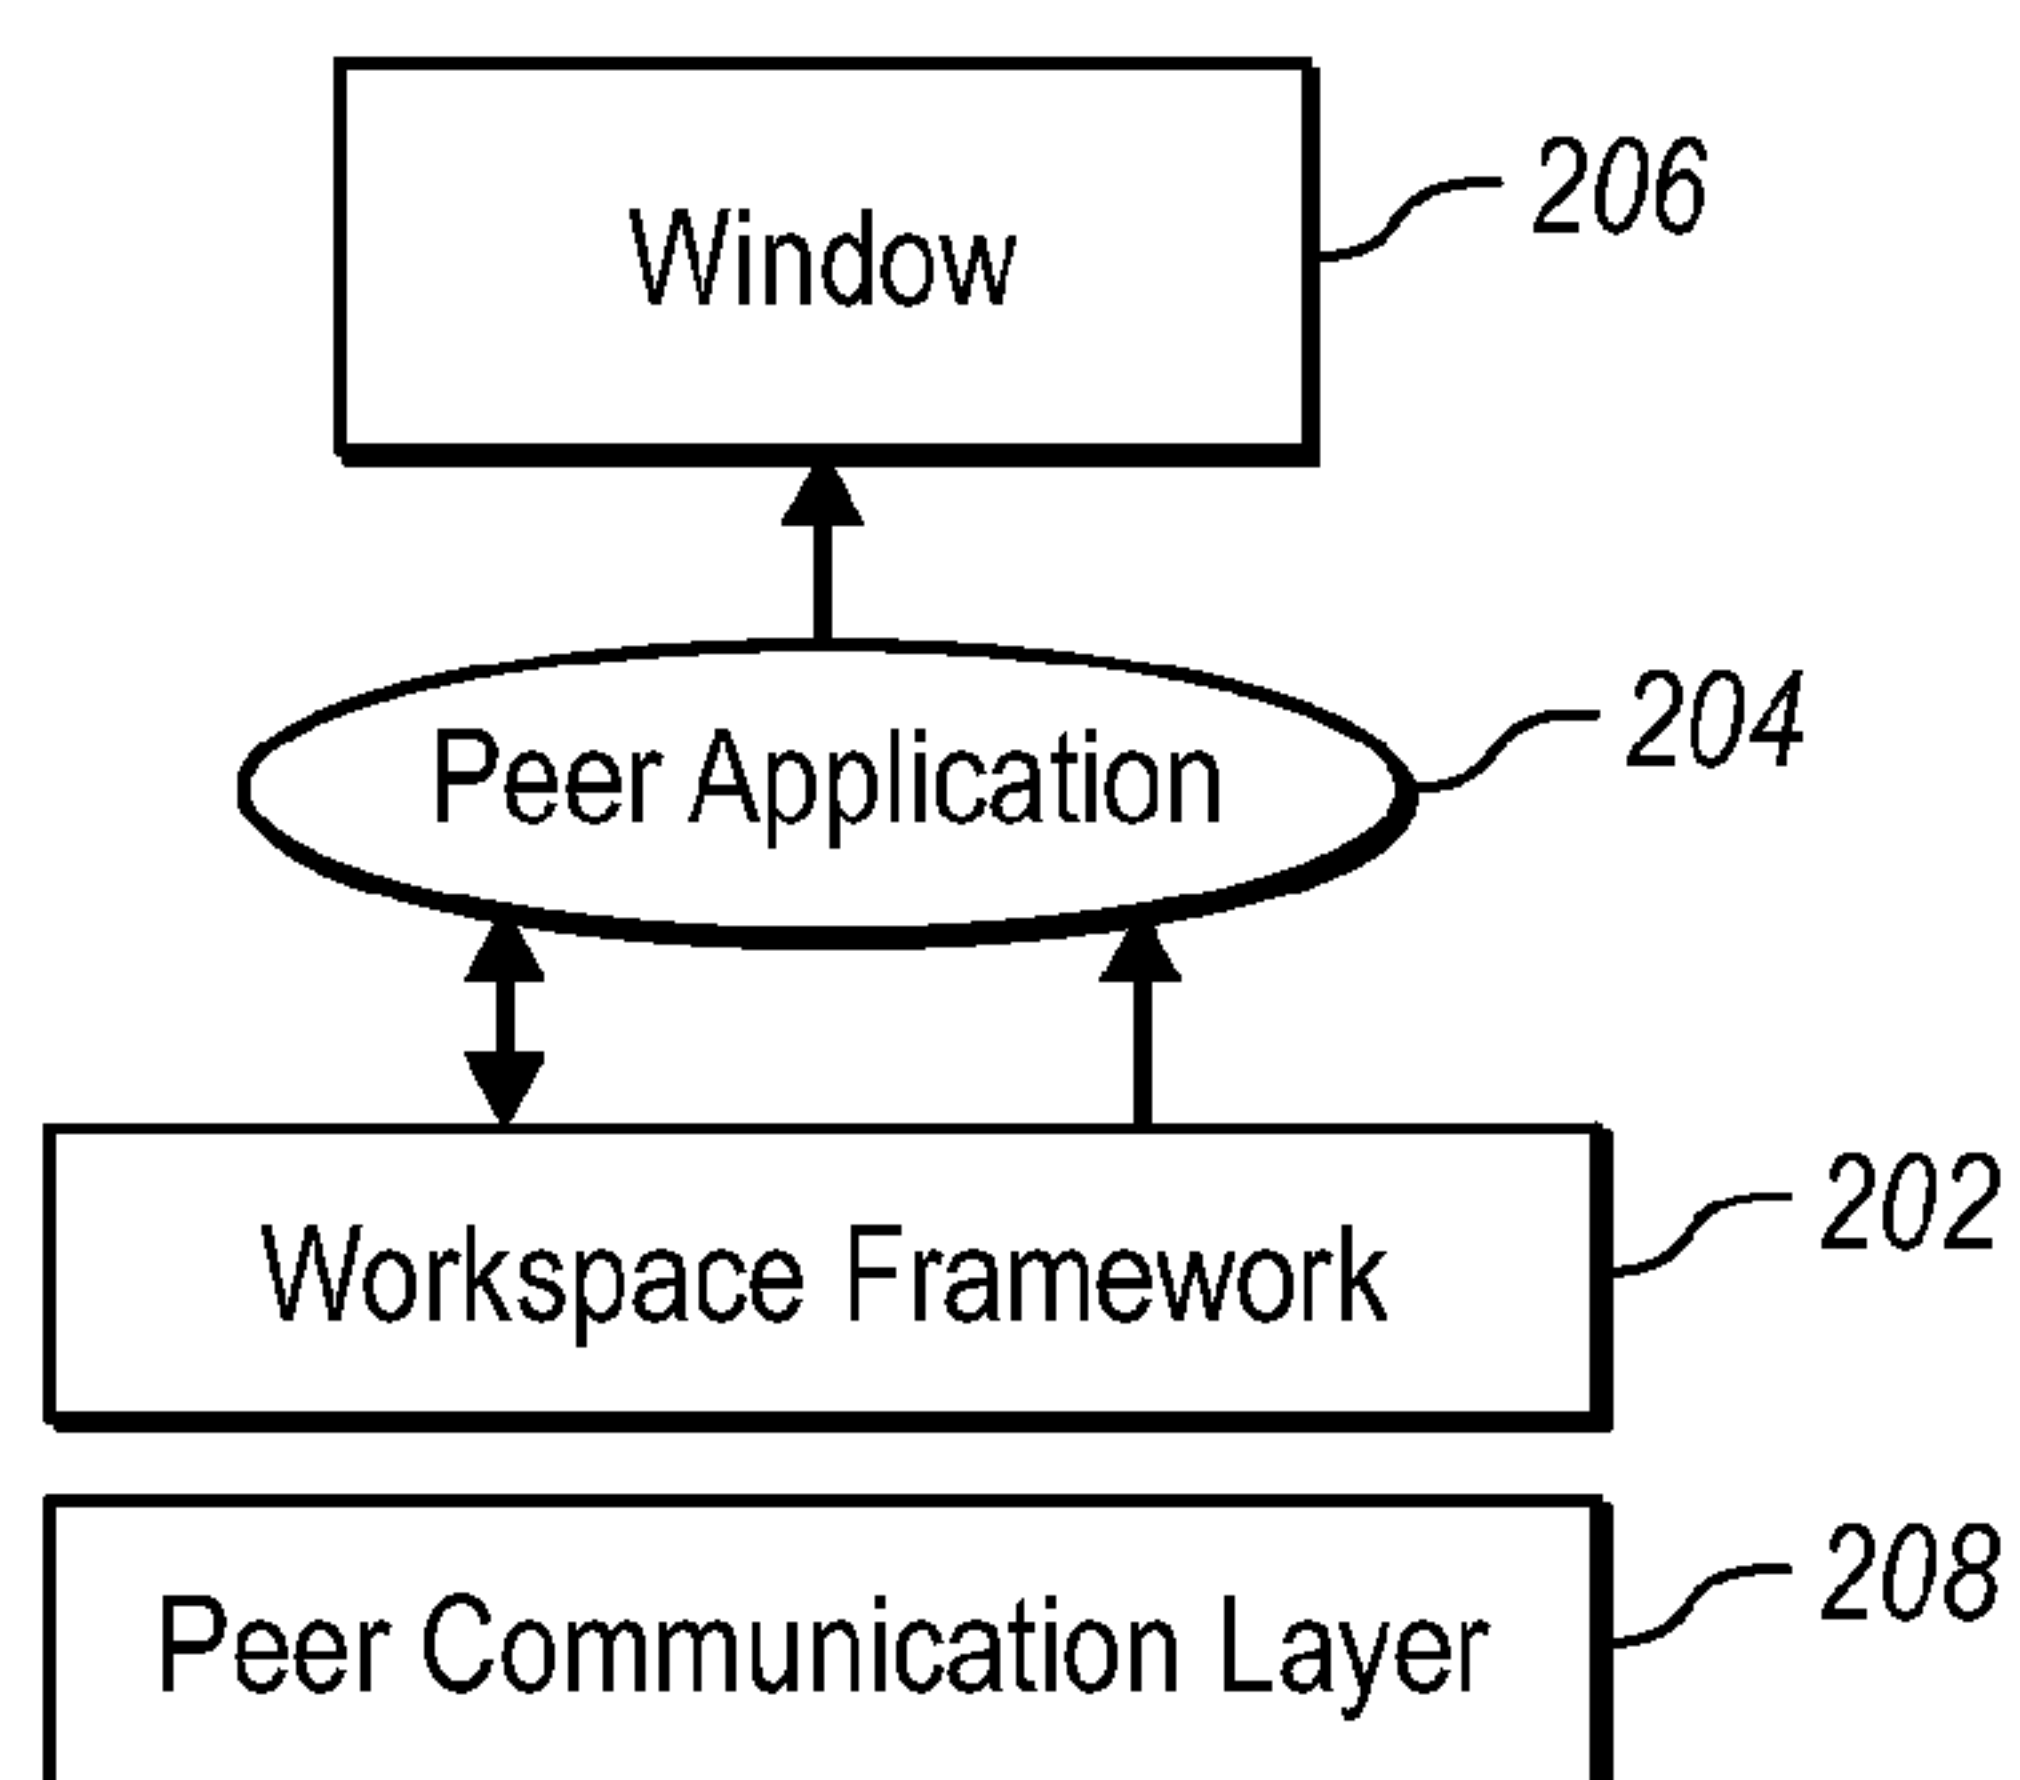 Window
206
Peer Application
204
Workspace Framework
202
Peer Communication Layer
208